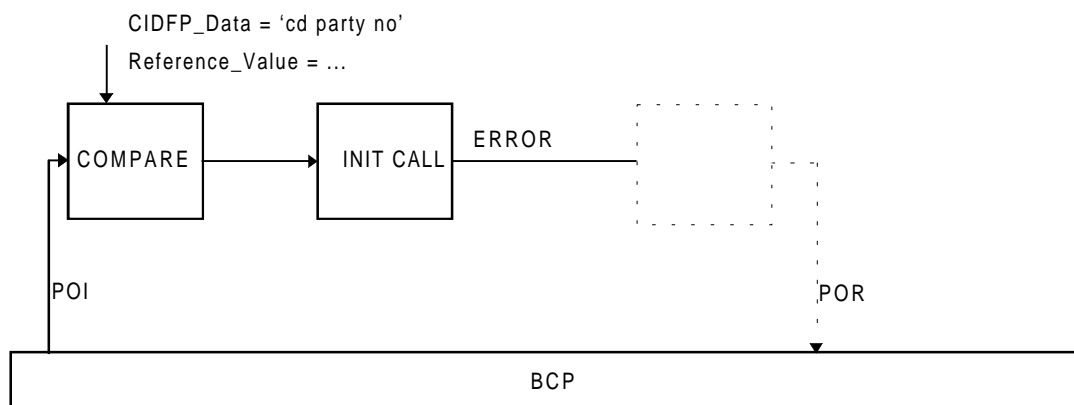 CIDFP_Data = ‘cd party no’
Reference_Value = ...
COMPARE
INIT CALL
ERROR
POI
POR
BCP